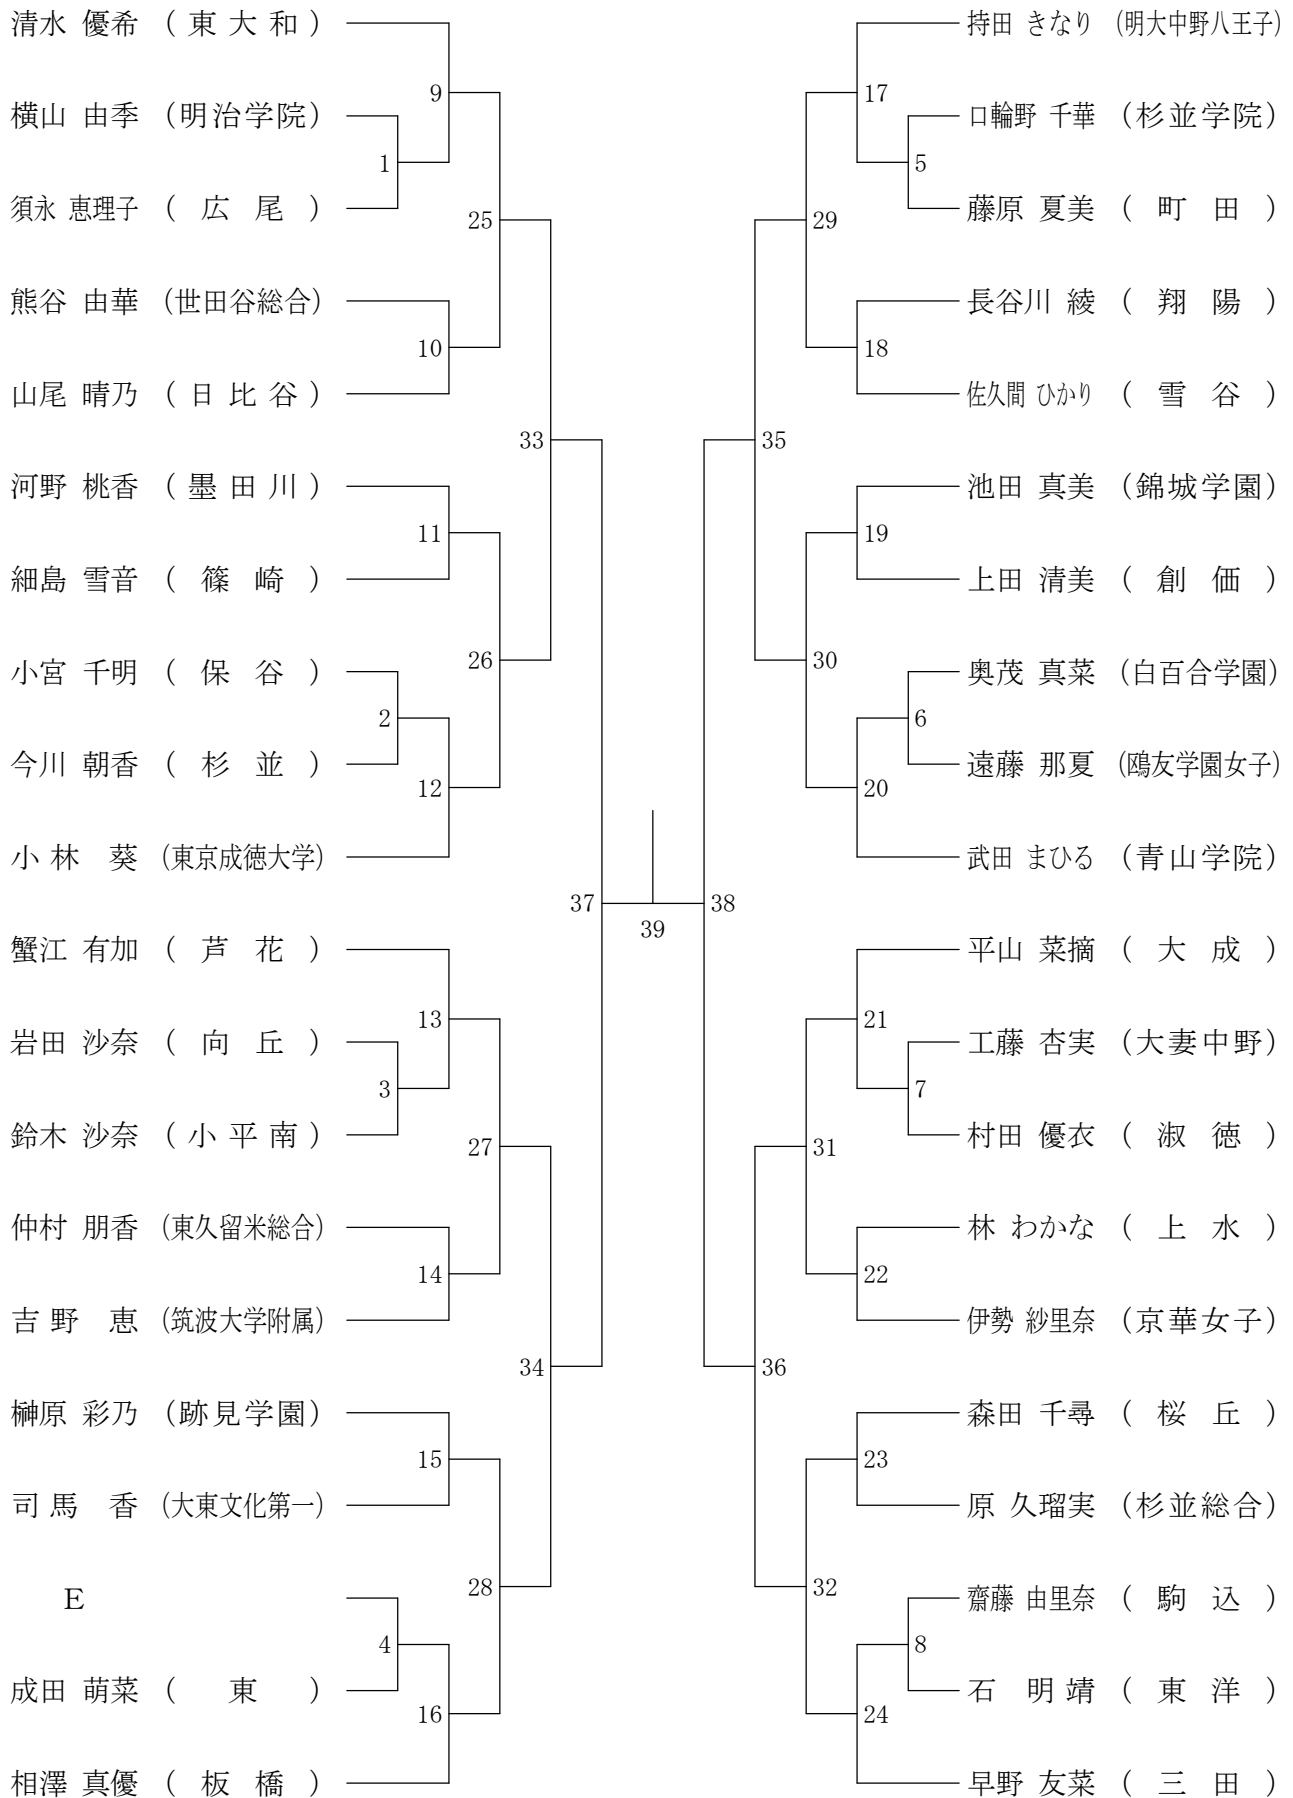 清水 優希 （ 東 大 和 ）
横山 由季 （明治学院）
須永 恵理子 （ 広 尾 ）
熊谷 由華 （世田谷総合）
山尾 晴乃 （ 日 比 谷 ）
河野 桃香 （ 墨 田 川 ）
細島 雪音 （ 篠 崎 ）
小宮 千明 （ 保 谷 ）
今川 朝香 （ 杉 並 ）
小 林 葵 （東京成徳大学）
蟹江 有加 （ 芦 花 ）
岩田 沙奈 （ 向 丘 ）
鈴木 沙奈 （ 小 平 南 ）
仲村 朋香 （東久留米総合）
吉 野 恵 （筑波大学附属）
榊原 彩乃 （跡見学園）
司 馬 香 （大東文化第一）
E
成田 萌菜 （ 東 ）
相澤 真優 （ 板 橋 ）
1
2
3
4
9
10
11
12
13
14
15
16
25
26
27
28
33
34
37
39
38
35
36
29
30
31
32
17
18
19
20
21
22
23
24
5
6
7
8
持田 きなり （明大中野八王子）
口輪野 千華 （杉並学院）
藤原 夏美 （ 町 田 ）
長谷川 綾 （ 翔 陽 ）
佐久間 ひかり （ 雪 谷 ）
池田 真美 （錦城学園）
上田 清美 （ 創 価 ）
奥茂 真菜 （白百合学園）
遠藤 那夏 （鴎友学園女子）
武田 まひる （青山学院）
平山 菜摘 （ 大 成 ）
工藤 杏実 （大妻中野）
村田 優衣 （ 淑 徳 ）
林 わかな （ 上 水 ）
伊勢 紗里奈 （京華女子）
森田 千尋 （ 桜 丘 ）
原 久瑠実 （杉並総合）
齋藤 由里奈 （ 駒 込 ）
石 明 靖 （ 東 洋 ）
早野 友菜 （ 三 田 ）